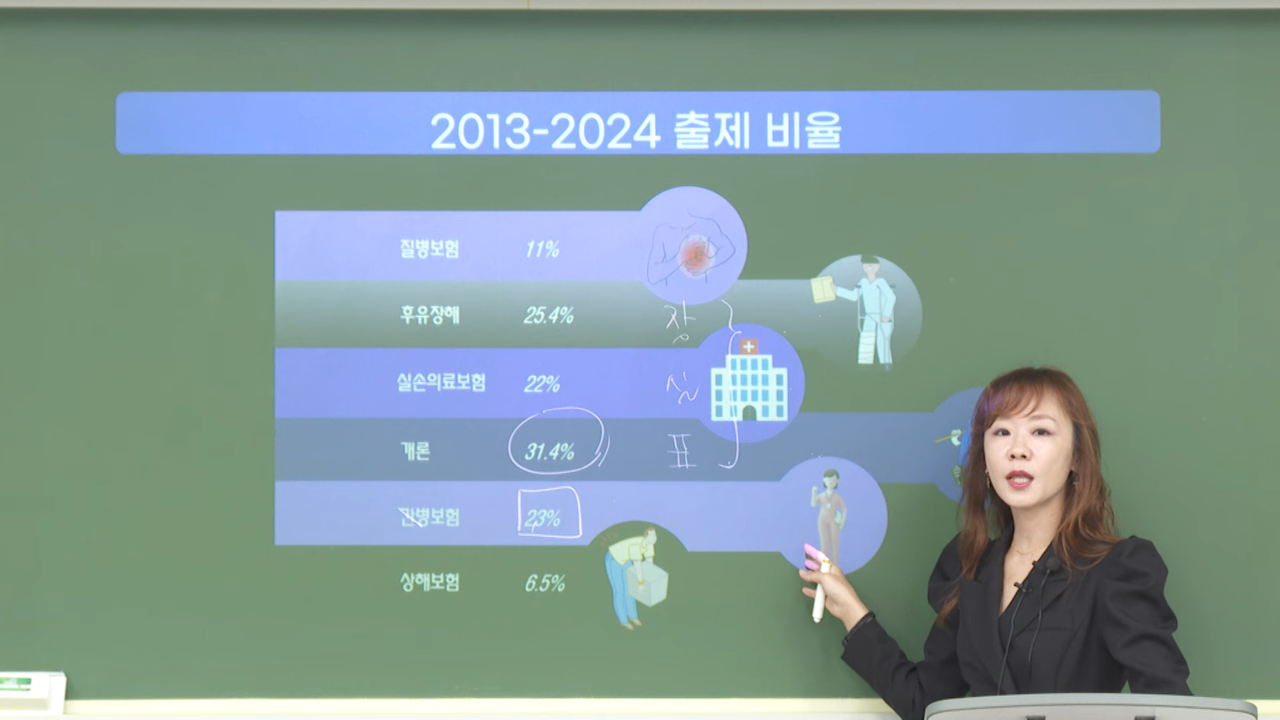 2013-2024 출제 비율
질병보험 11%
후유장해 25.4% 장
실손의료보험 22% 실
개론 31.4% 표
간병보험 2,3%
상해보험 6.5%